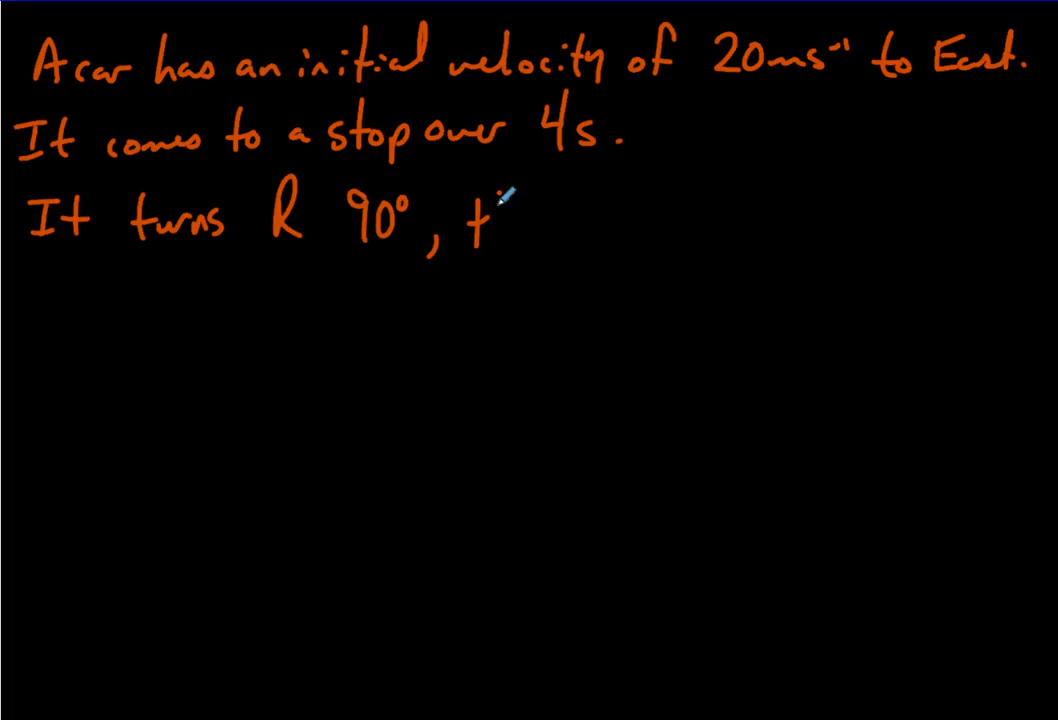 A car has an initial velocity of 20ms⁻¹ to East.
It comes to a stop over 4s.
It turns R 90°, t